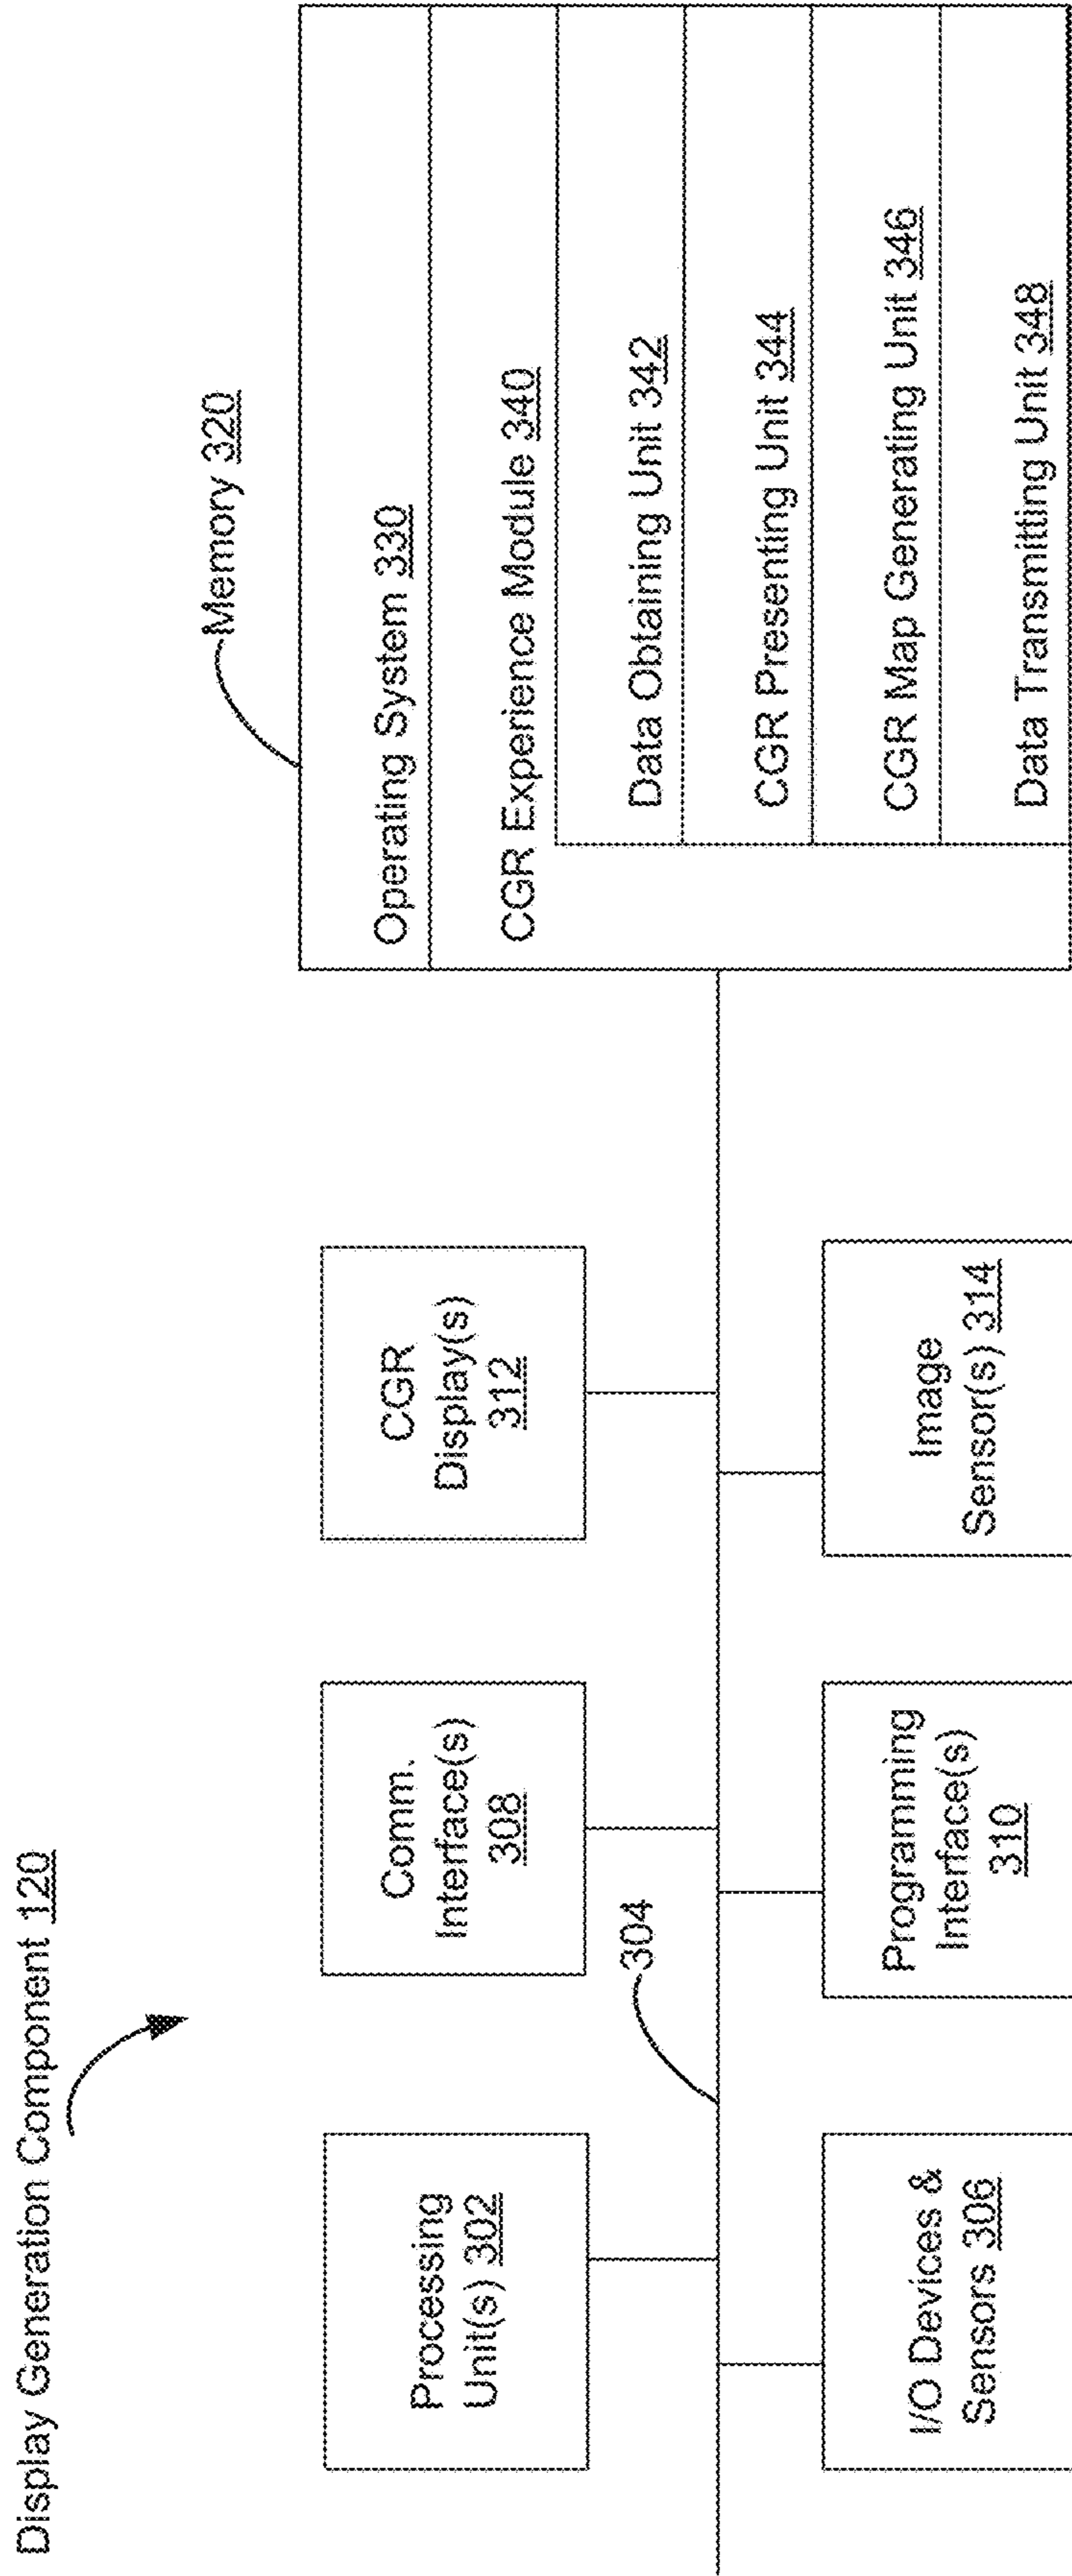 Display Generation Component 120
Processing
Unit(s) 302
Comm.
Interface(s)
308
CGR
Display(s)
312
304
I/O Devices &
Sensors 306
Programming
Interface(s)
310
Image
Sensor(s) 314
Memory 320
Operating System 330
CGR Experience Module 340
Data Obtaining Unit 342
CGR Presenting Unit 344
CGR Map Generating Unit 346
Data Transmitting Unit 348